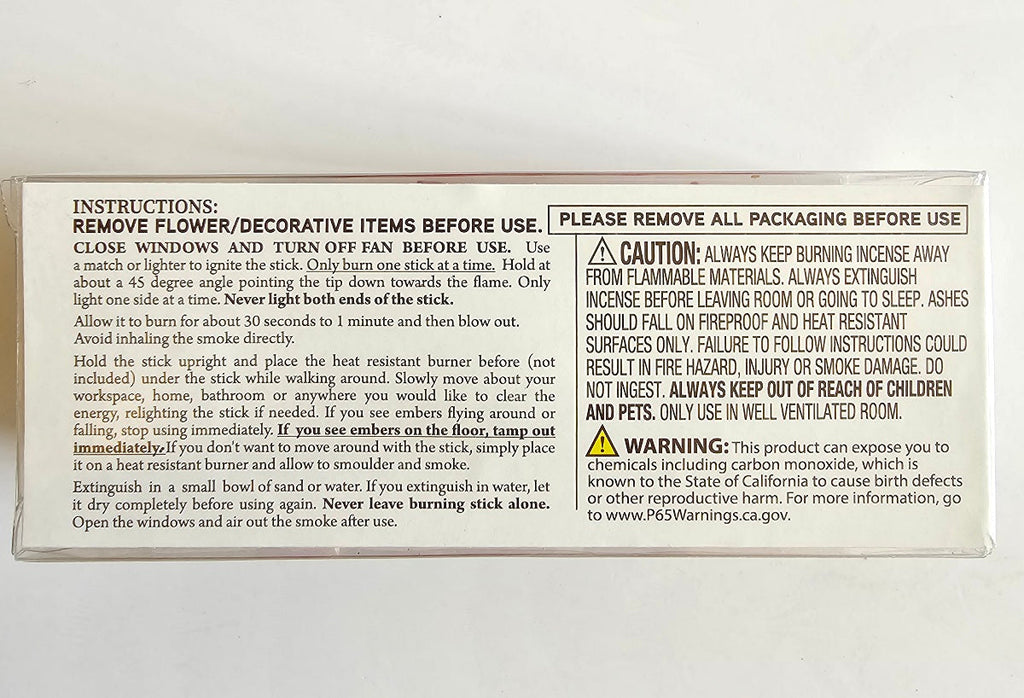 INSTRUCTIONS:
REMOVE FLOWER/DECORATIVE ITEMS BEFORE USE.
CLOSE WINDOWS AND TURN OFF FAN BEFORE USE. Use
a match or lighter to ignite the stick. Only burn one stick at a time. Hold at
about a 45 degree angle pointing the tip down towards the flame. Only
light one side at a time. Never light both ends of the stick.
Allow it to burn for about 30 seconds to 1 minute and then blow out.
Avoid inhaling the smoke directly.
Hold the stick upright and place the heat resistant burner before (not
included) under the stick while walking around. Slowly move about your
workspace, home, bathroom or anywhere you would like to clear the
energy, relighting the stick if needed. If you see embers flying around or
falling, stop using immediately. If you see embers on the floor, tamp out
immediately. If you don't want to move around with the stick, simply place
it on a heat resistant burner and allow to smoulder and smoke.
Extinguish in a small bowl of sand or water. If you extinguish in water, let
it dry completely before using again. Never leave burning stick alone.
Open the windows and air out the smoke after use.
PLEASE REMOVE ALL PACKAGING BEFORE USE
CAUTION: ALWAYS KEEP BURNING INCENSE AWAY
FROM FLAMMABLE MATERIALS. ALWAYS EXTINGUISH
INCENSE BEFORE LEAVING ROOM OR GOING TO SLEEP. ASHES
SHOULD FALL ON FIREPROOF AND HEAT RESISTANT
SURFACES ONLY. FAILURE TO FOLLOW INSTRUCTIONS COULD
RESULT IN FIRE HAZARD, INJURY OR SMOKE DAMAGE. DO
NOT INGEST. ALWAYS KEEP OUT OF REACH OF CHILDREN
AND PETS. ONLY USE IN WELL VENTILATED ROOM.
WARNING: This product can expose you to
chemicals including carbon monoxide, which is
known to the State of California to cause birth defects
or other reproductive harm. For more information, go
to www.P65Warnings.ca.gov.